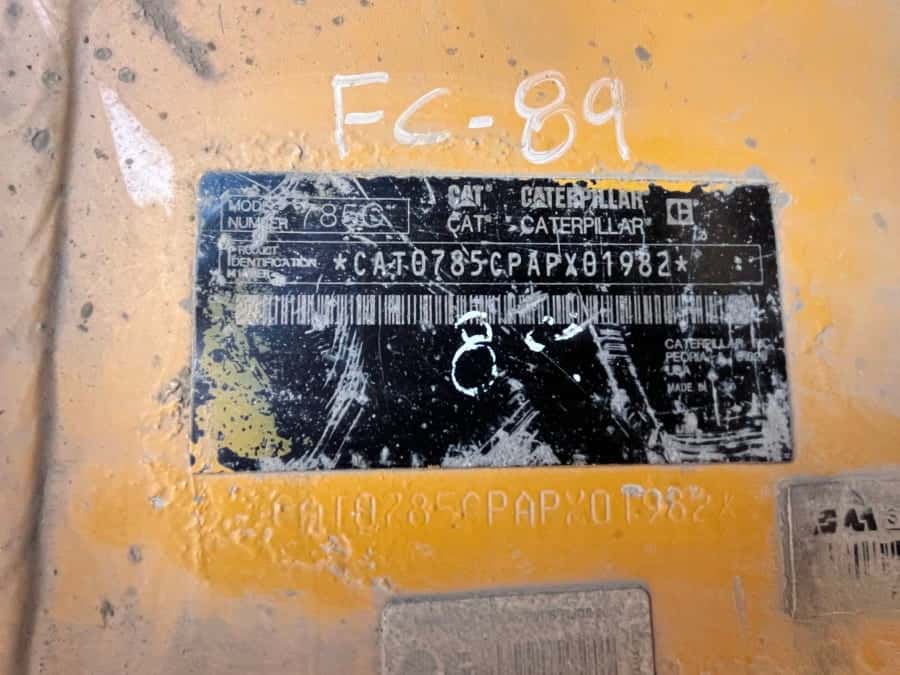 FC-89
CAT® CATERPILLAR
MODEL NUMBER 785C CAT® CATERPILLAR®
PRODUCT IDENTIFICATION NUMBER *CAT0785CPAPX01982*
8
CATERPILLAR INC.
PEORIA
USA
MADE IN
CAT0785CPAPX01982*